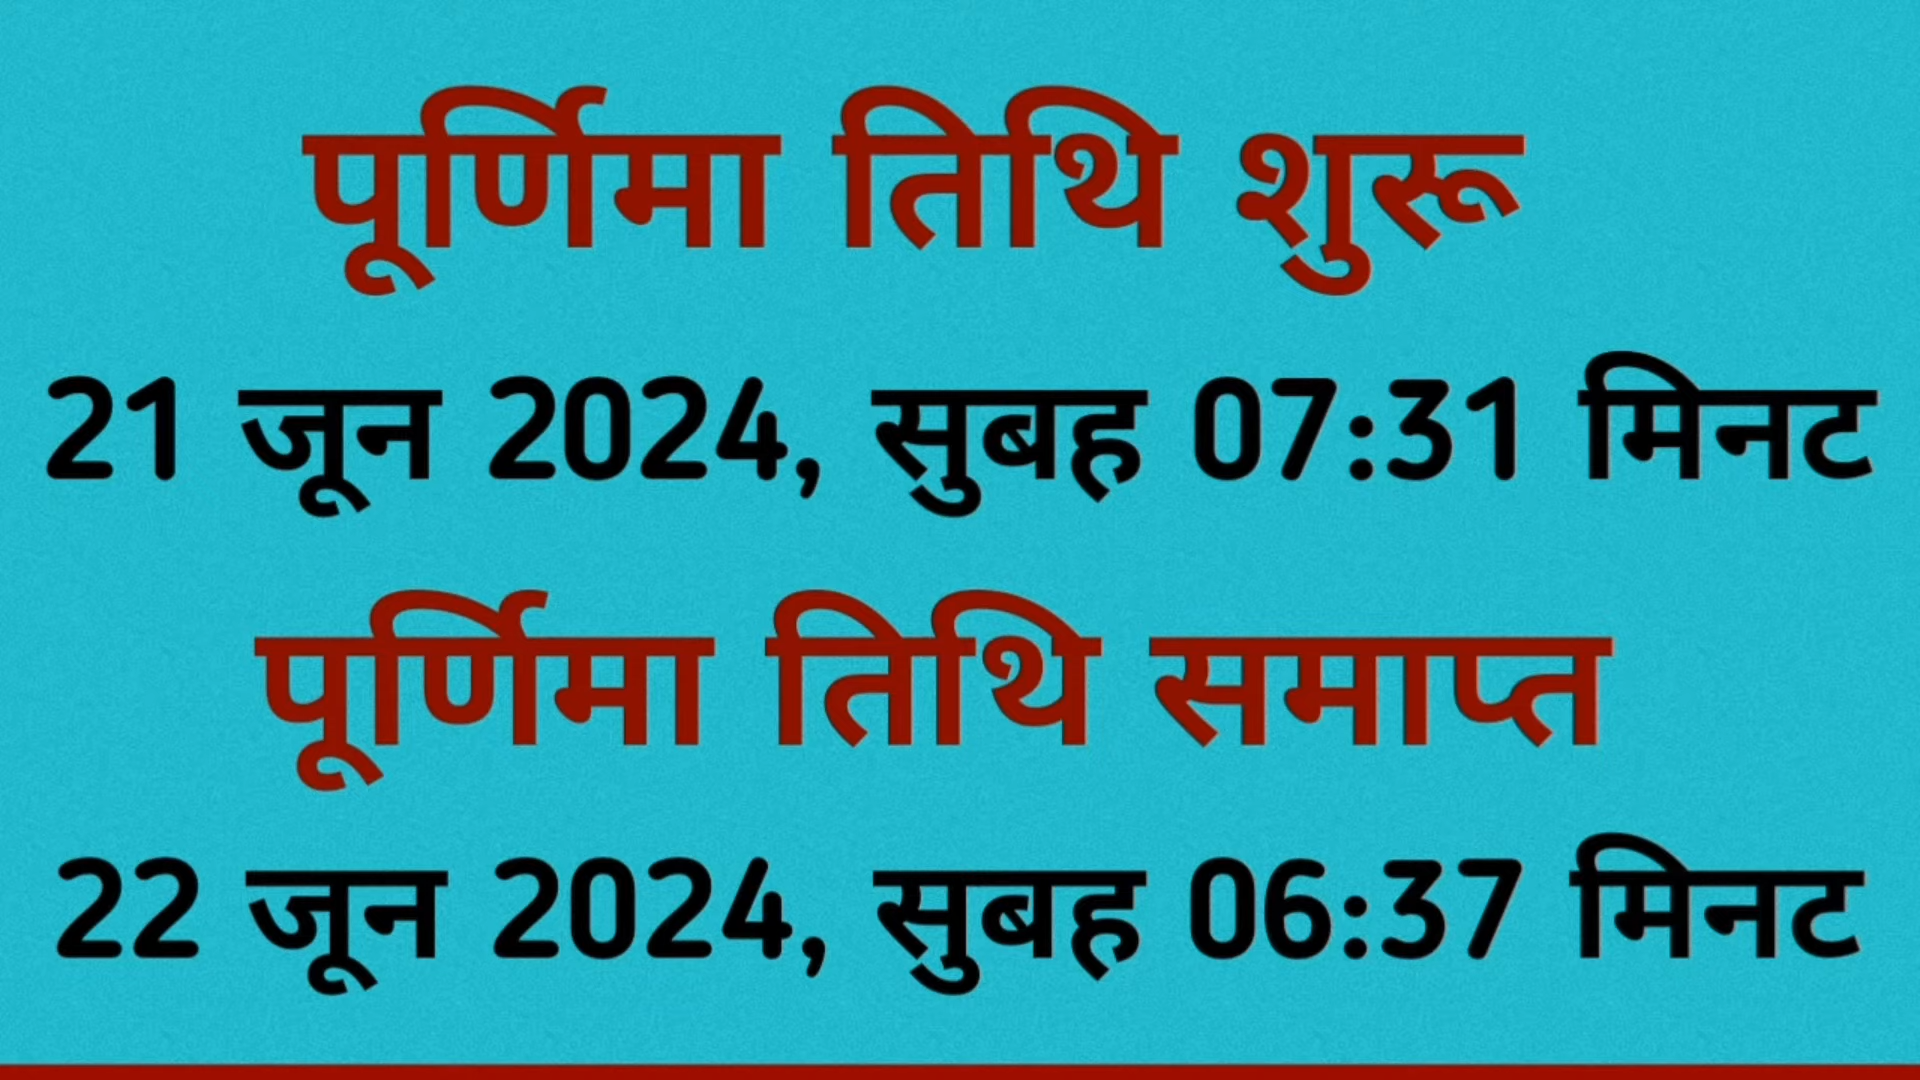 पूर्णिमा तिथि शुरू
21 जून 2024, सुबह 07:31 मिनट
पूर्णिमा तिथि समाप्त
22 जून 2024, सुबह 06:37 मिनट